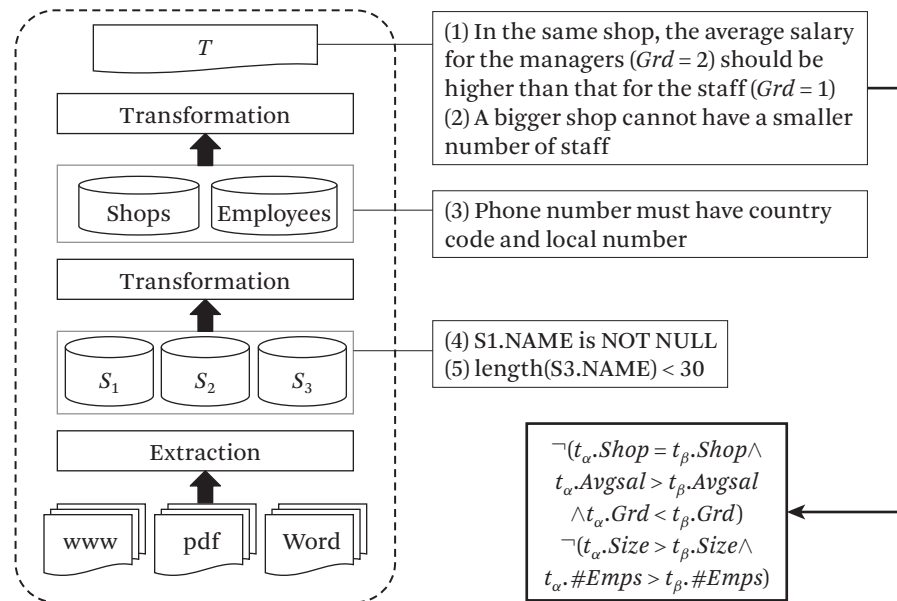 T
(1) In the same shop, the average salary
for the managers (Grd = 2) should be
higher than that for the staff (Grd = 1)
(2) A bigger shop cannot have a smaller
number of staff
Transformation
Shops
Employees
(3) Phone number must have country
code and local number
Transformation
S₁
S₂
S₃
(4) S1.NAME is NOT NULL
(5) length(S3.NAME) < 30
Extraction
www
pdf
Word
¬(tα.Shop = tβ.Shop∧
tα.Avgsal > tβ.Avgsal
∧tα.Grd < tβ.Grd)
¬(tα.Size > tβ.Size∧
tα.#Emps > tβ.#Emps)